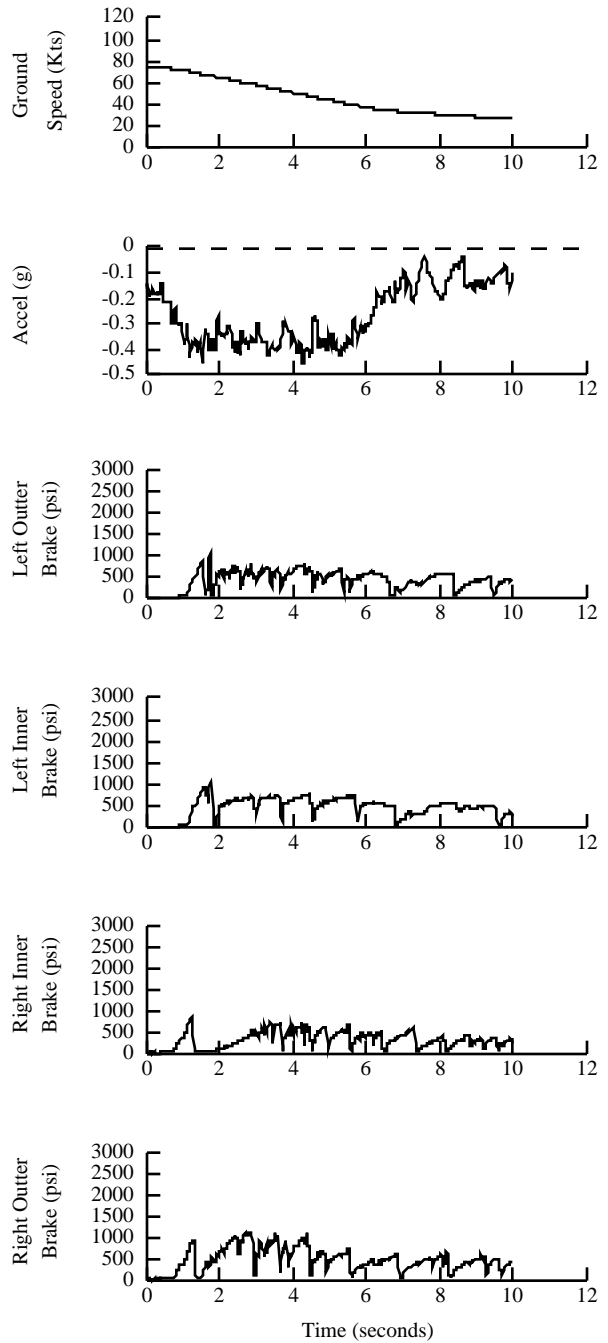 Ground
Speed (Kts)
120
100
80
60
40
20
0
0 2 4 6 8 10 12
Accel (g)
0
-0.1
-0.2
-0.3
-0.4
-0.5
0 2 4 6 8 10 12
Left Outter
Brake (psi)
3000
2500
2000
1500
1000
500
0
0 2 4 6 8 10 12
Left Inner
Brake (psi)
3000
2500
2000
1500
1000
500
0
0 2 4 6 8 10 12
Right Inner
Brake (psi)
3000
2500
2000
1500
1000
500
0
0 2 4 6 8 10 12
Right Outter
Brake (psi)
3000
2500
2000
1500
1000
500
0
0 2 4 6 8 10 12
Time (seconds)